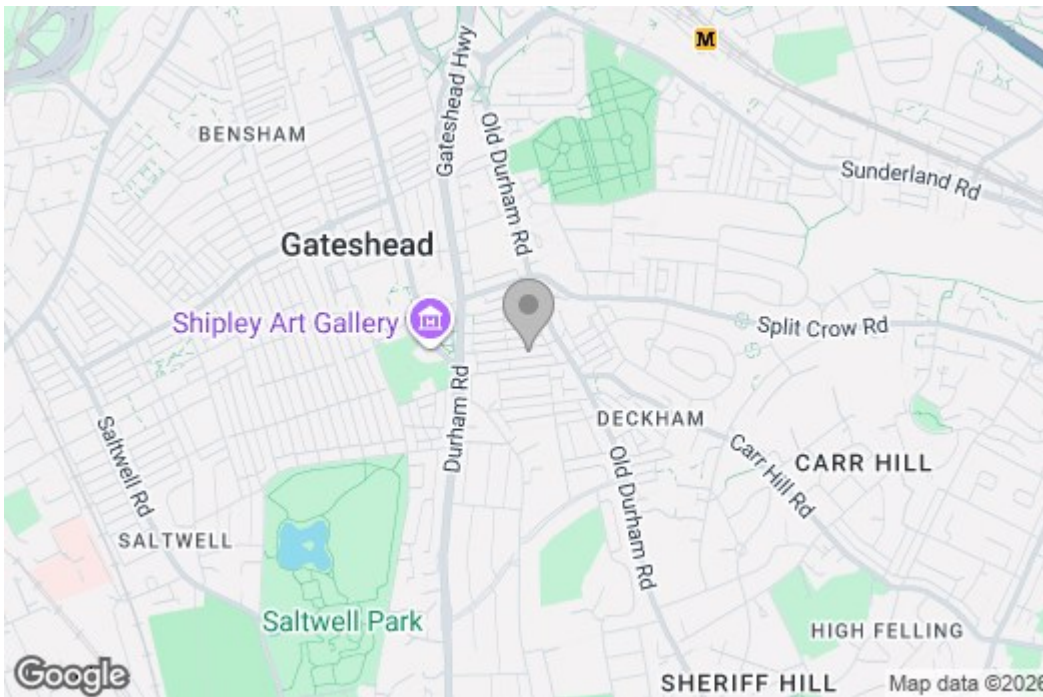 M
Gateshead Hwy
BENSHAM
Old Durham Rd
Sunderland Rd
Gateshead
Shipley Art Gallery
Split Crow Rd
Durham Rd
DECKHAM
Saltwell Rd
Carr Hill Rd
CARR HILL
Old Durham Rd
SALTWELL
Saltwell Park
HIGH FELLING
SHERIFF HILL
Google
Map data ©2026